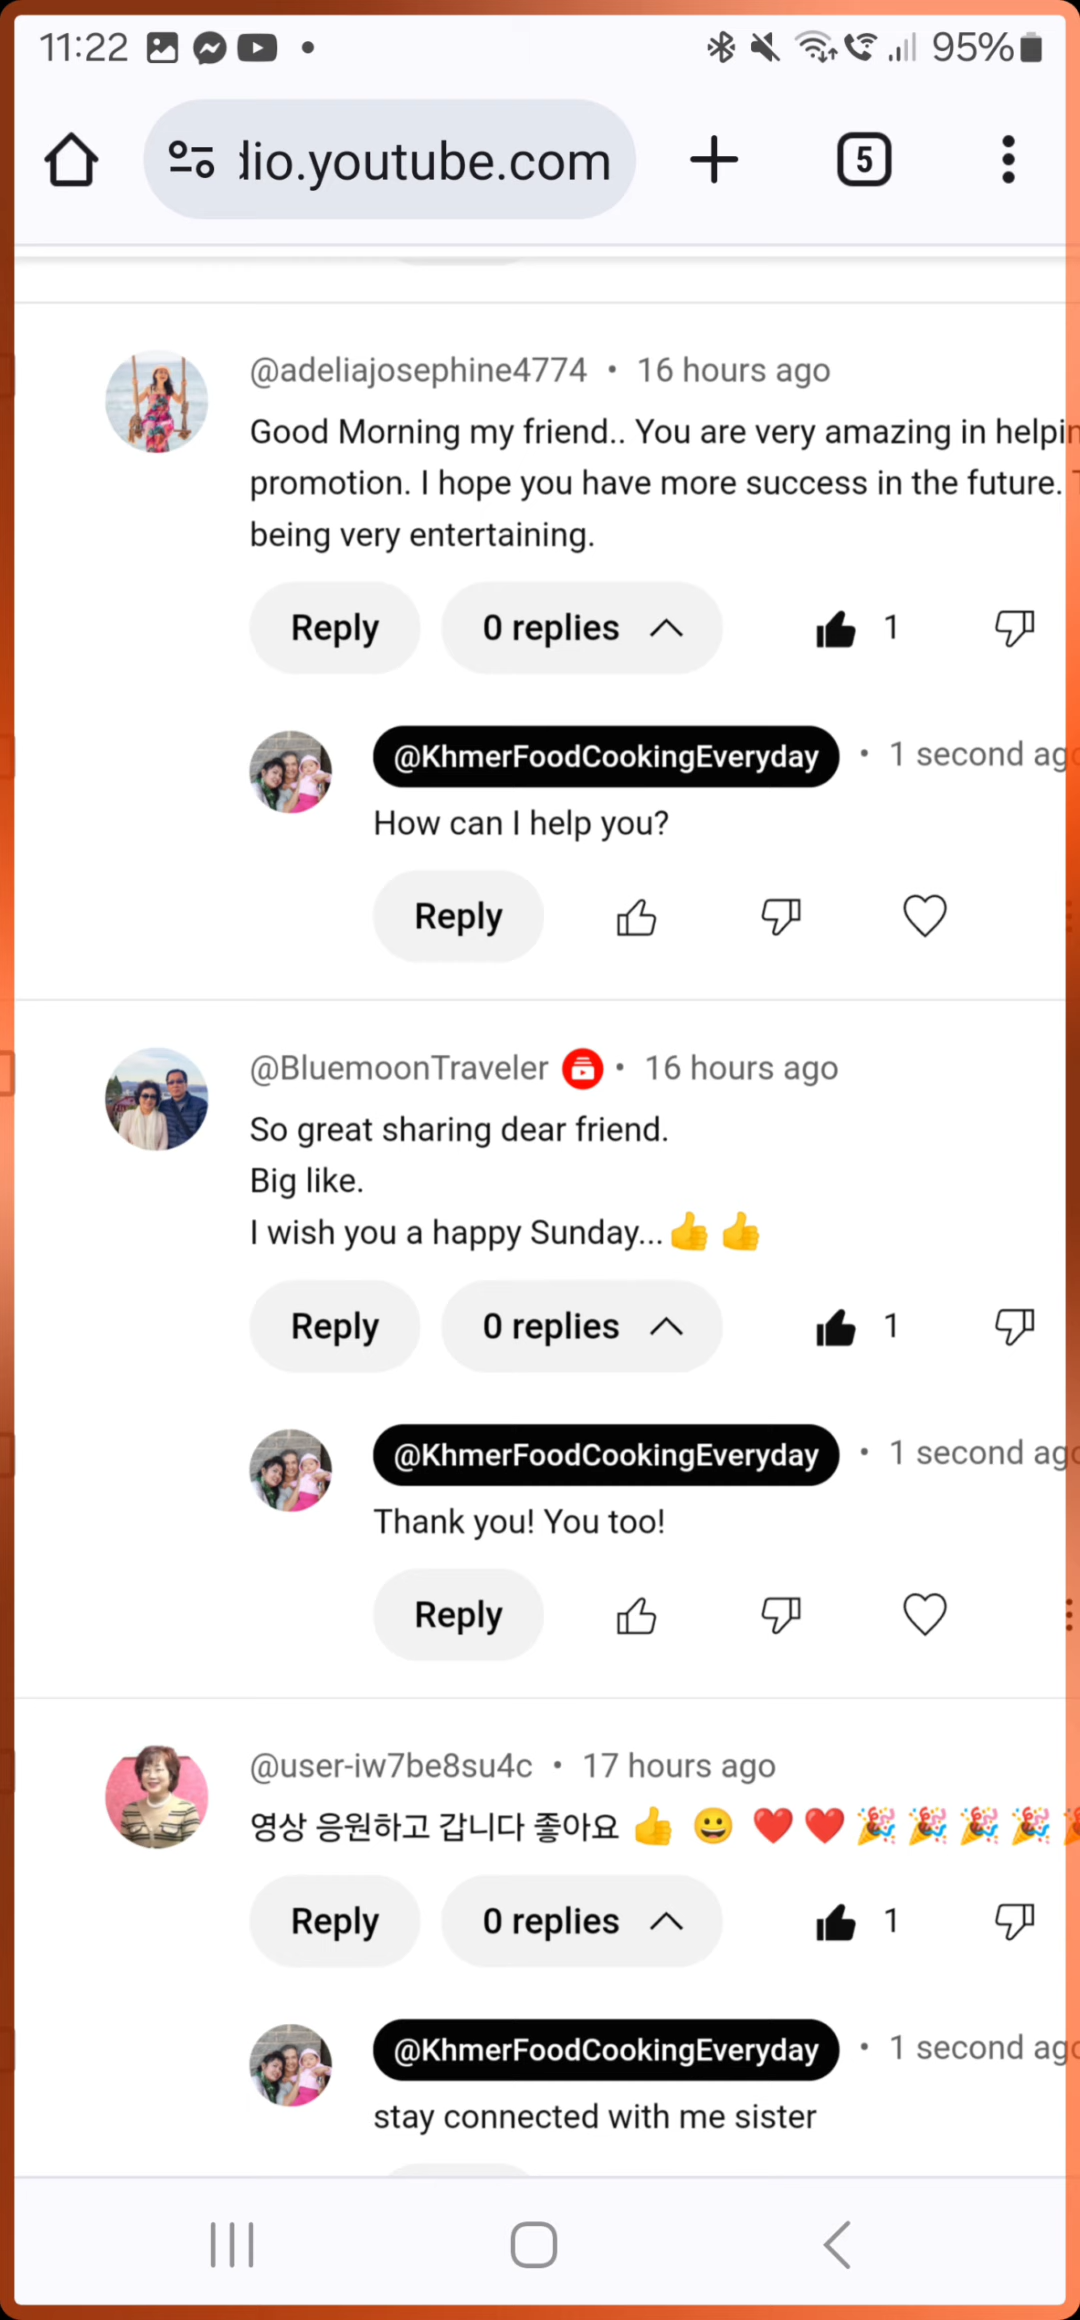 11:22
95%
lio.youtube.com
5
@adeliajosephine4774 • 16 hours ago
Good Morning my friend.. You are very amazing in
promotion. I hope you have more success in the future.
being very entertaining.
Reply 0 replies 1
@KhmerFoodCookingEveryday • 1 second ago
How can I help you?
Reply
@BluemoonTraveler • 16 hours ago
So great sharing dear friend.
Big like.
I wish you a happy Sunday...👍 👍
Reply 0 replies 1
@KhmerFoodCookingEveryday • 1 second ago
Thank you! You too!
Reply
@user-iw7be8su4c • 17 hours ago
영상 응원하고 갑니다 좋아요 👍 😀 ❤️ ❤️ 🎉 🎉 🎉 🎉 🎉
Reply 0 replies 1
@KhmerFoodCookingEveryday • 1 second ago
stay connected with me sister